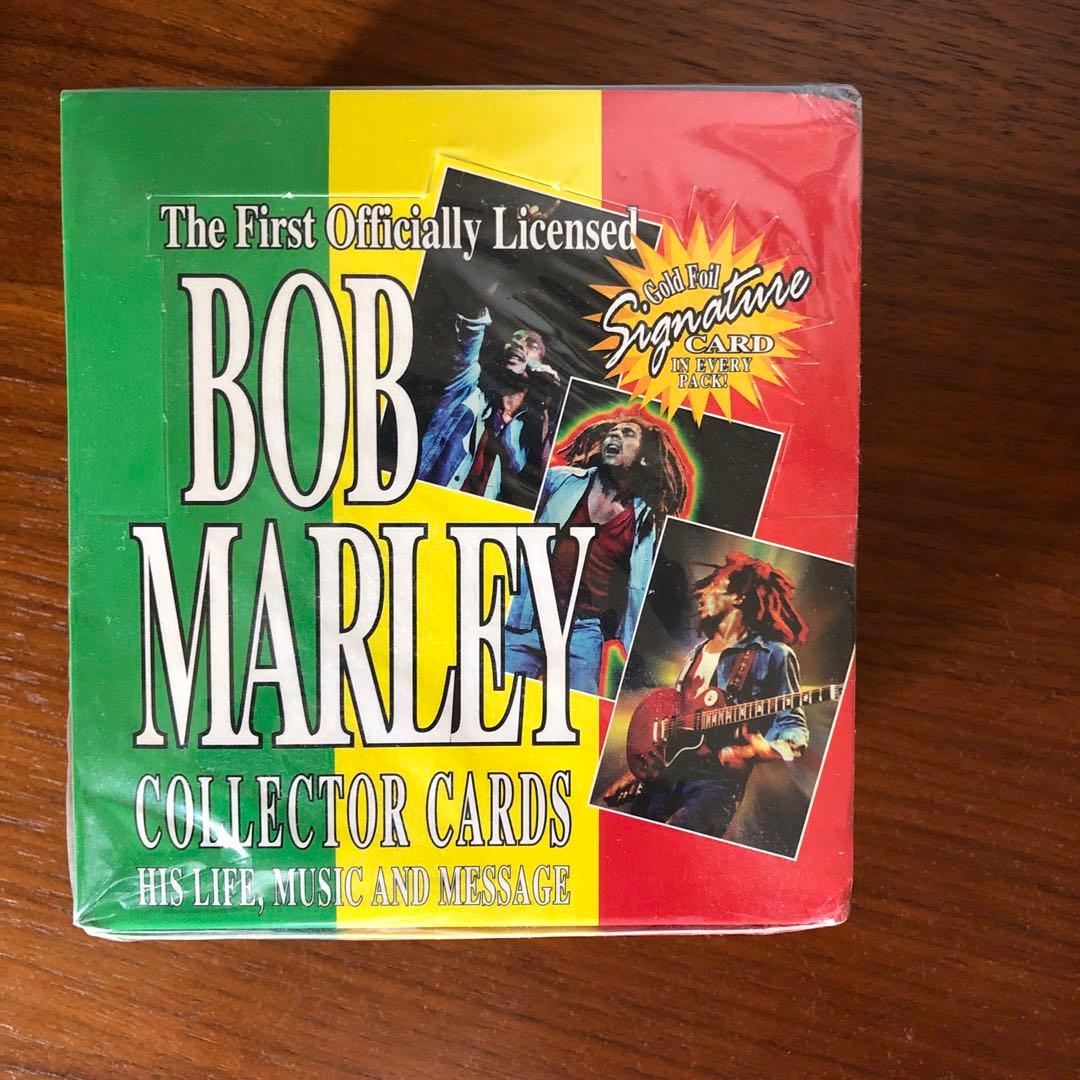 The First Officially Licensed
BOB
MARLEY
COLLECTOR CARDS
HIS LIFE, MUSIC AND MESSAGE
Gold Foil
Signature
CARD
IN EVERY
PACK!